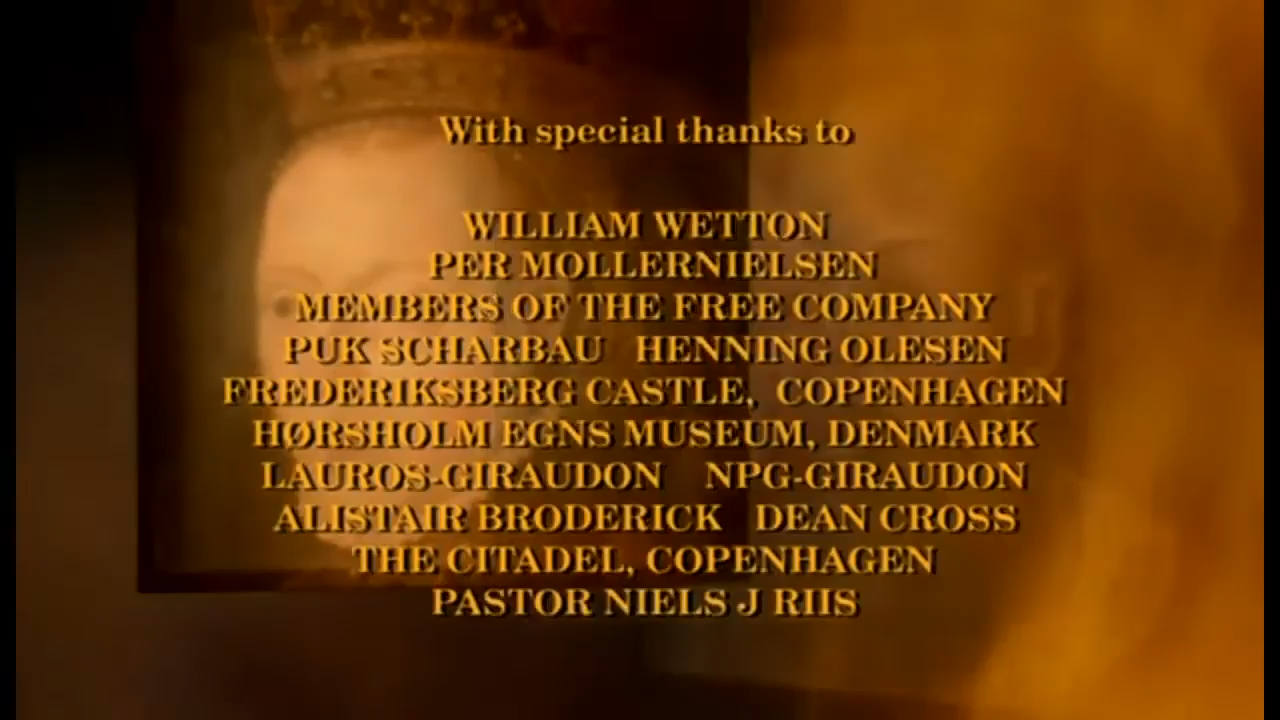 With special thanks to
WILLIAM WETTON
PER MOLLERNIELSEN
MEMBERS OF THE FREE COMPANY
PUK SCHARBAU HENNING OLESEN
FREDERIKSBERG CASTLE, COPENHAGEN
HØRSHOLM EGNS MUSEUM, DENMARK
LAUROS-GIRAUDON NPG-GIRAUDON
ALISTAIR BRODERICK DEAN CROSS
THE CITADEL, COPENHAGEN
PASTOR NIELS J RIIS